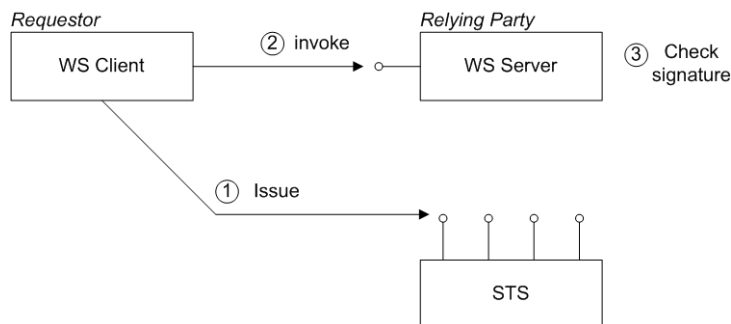 Requestor
Relying Party
WS Client
2 invoke
WS Server
3 Check
signature
1 Issue
STS